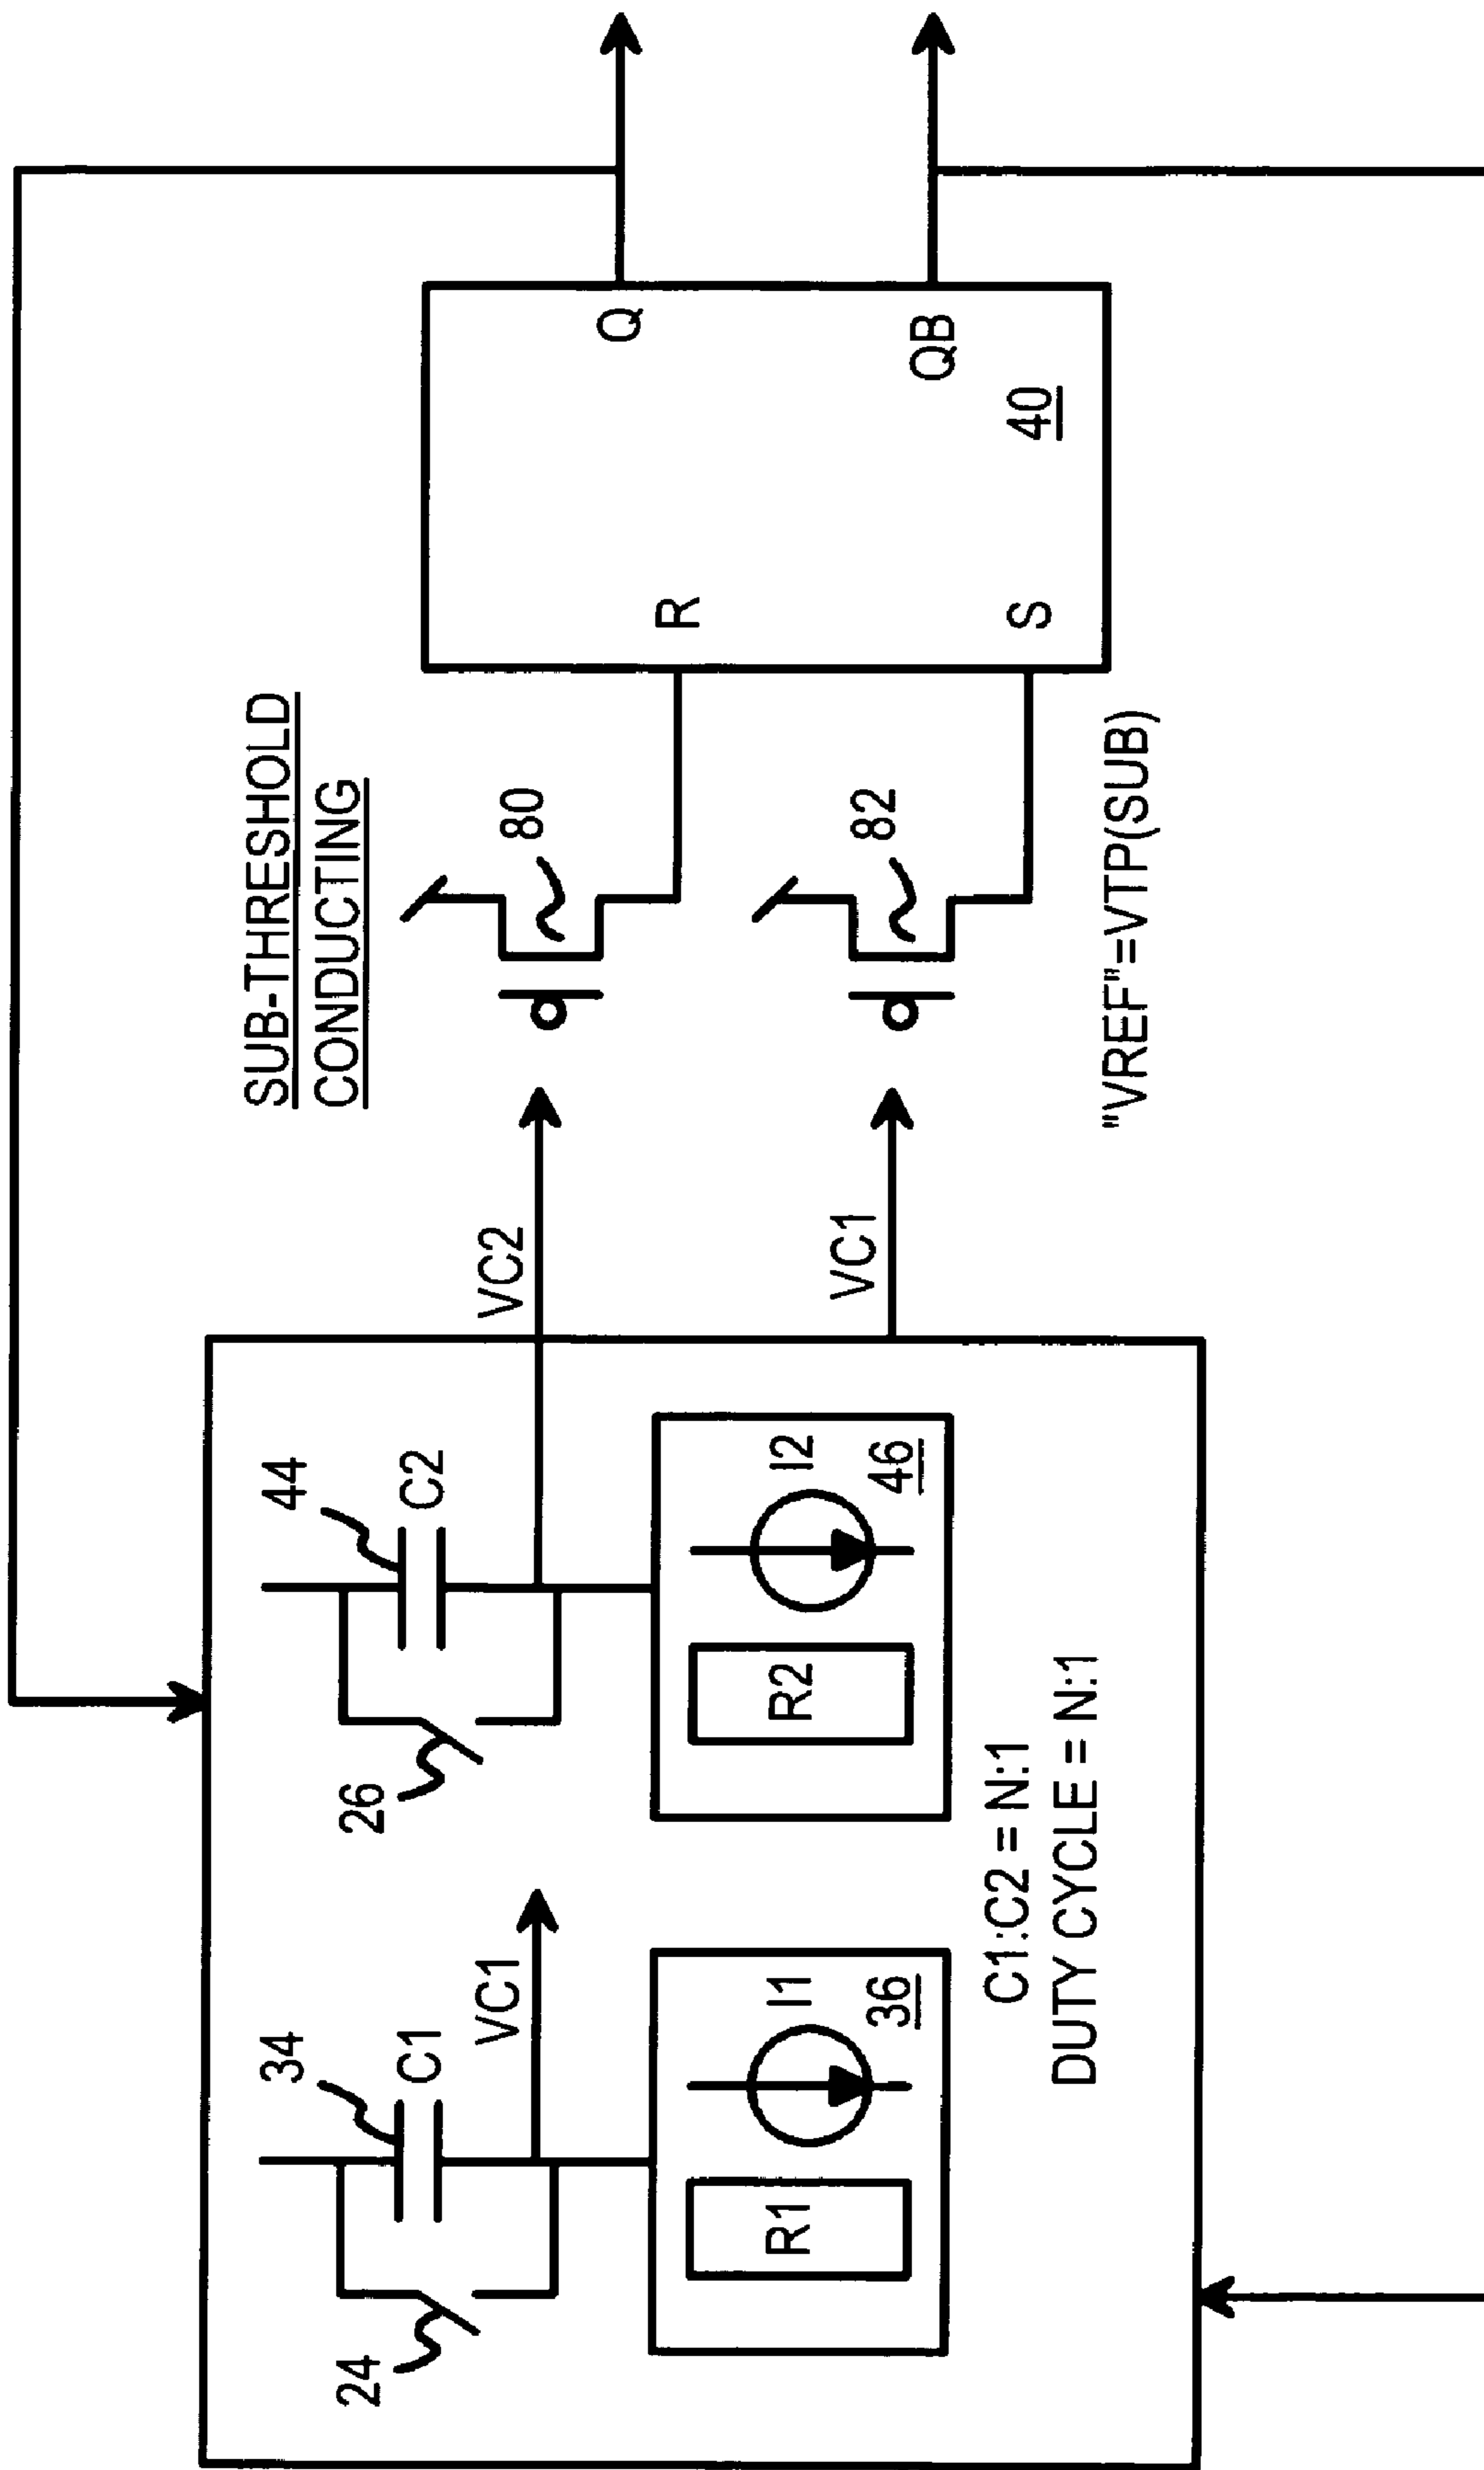 SUB-THRESHOLD
CONDUCTING
34
C1
24
VC1
R1
I1
36
44
C2
26
VC2
R2
I2
46
C1:C2 = N:1
DUTY CYCLE = N:1
VC1
80
82
"VREF"=VTP(SUB)
R
S
Q
QB
40